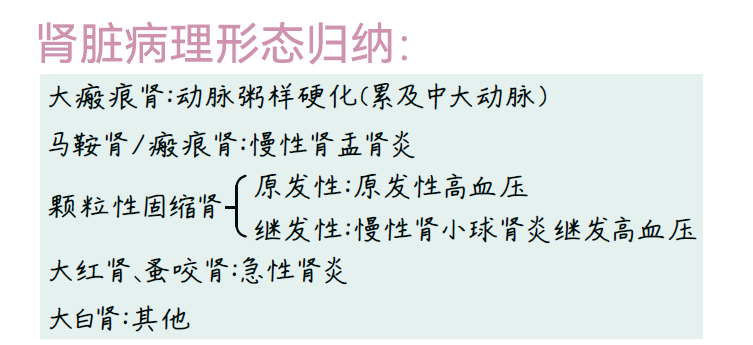 肾脏病理形态归纳：
大瘢痕肾：动脉粥样硬化（累及中大动脉）
马鞍肾/瘢痕肾：慢性肾盂肾炎
颗粒性固缩肾
原发性：原发性高血压
继发性：慢性肾小球肾炎继发高血压
大红肾、蚤咬肾：急性肾炎
大白肾：其他